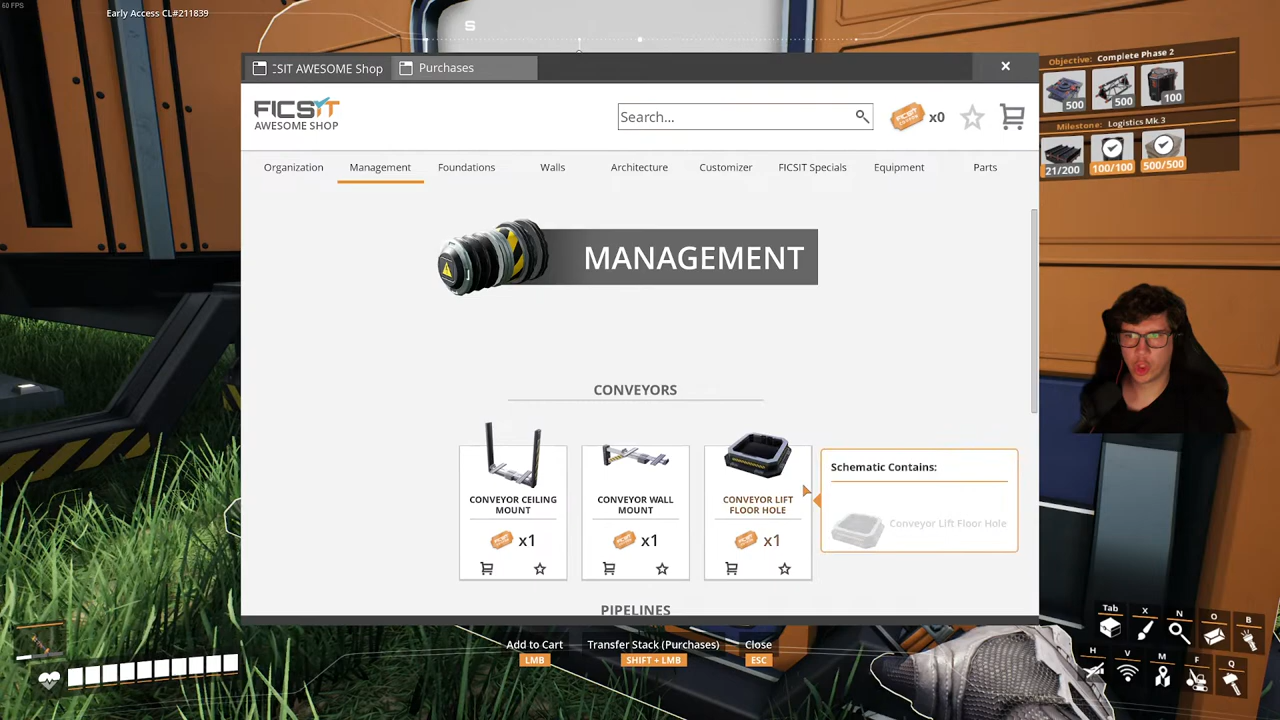 60 FPS
Early Access CL#211839
S
:SIT AWESOME Shop
Purchases
FICSIT
AWESOME SHOP
Search...
x0
Organization
Management
Foundations
Walls
Architecture
Customizer
FICSIT Specials
Equipment
Parts
MANAGEMENT
CONVEYORS
CONVEYOR CEILING
MOUNT
x1
CONVEYOR WALL
MOUNT
x1
CONVEYOR LIFT
FLOOR HOLE
x1
Schematic Contains:
Conveyor Lift Floor Hole
PIPELINES
Add to Cart
LMB
Transfer Stack (Purchases)
SHIFT + LMB
Close
ESC
Objective: Complete Phase 2
500
500
100
Milestone: Logistics Mk.3
21/200
100/100
500/500
Tab
X
N
O
B
H
V
M
F
Q